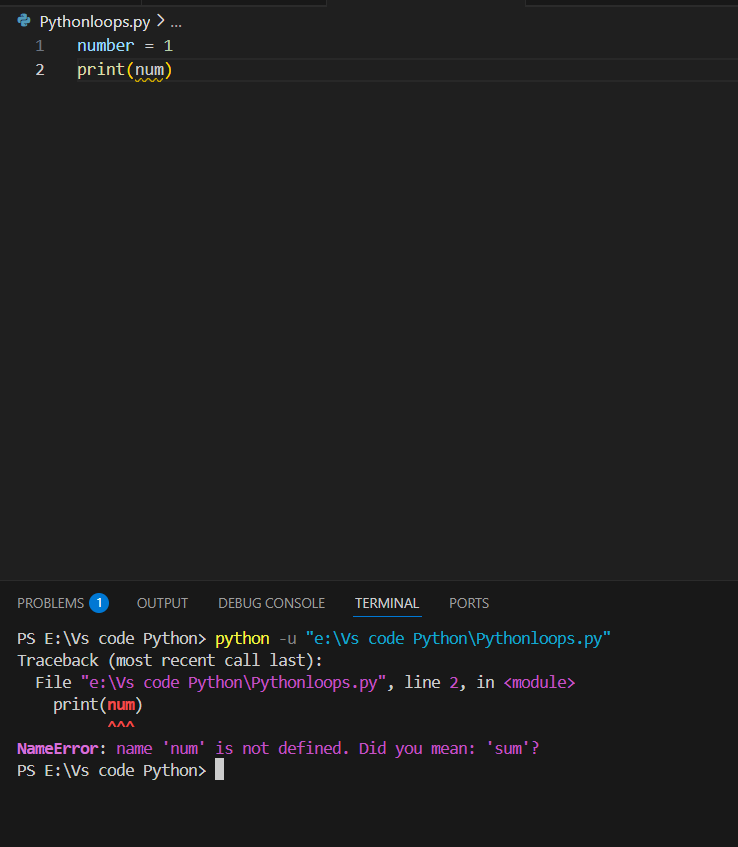 Pythonloops.py > ...
1 number = 1
2 print(num)
PROBLEMS 1 OUTPUT DEBUG CONSOLE TERMINAL PORTS
PS E:\Vs code Python> python -u "e:\Vs code Python\Pythonloops.py"
Traceback (most recent call last):
  File "e:\Vs code Python\Pythonloops.py", line 2, in <module>
    print(num)
          ^^^
NameError: name 'num' is not defined. Did you mean: 'sum'?
PS E:\Vs code Python>